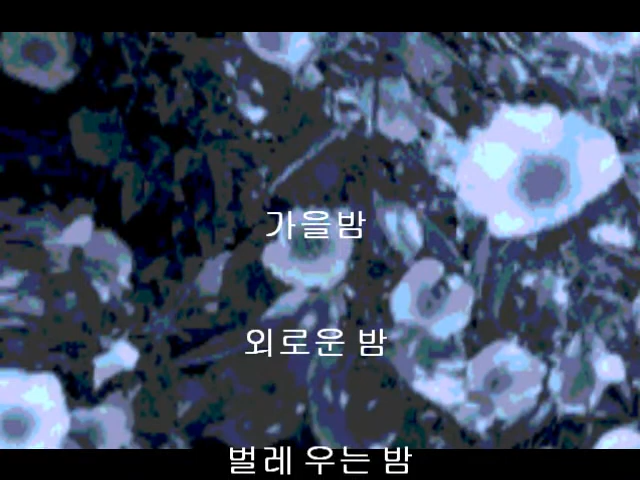 가을밤
외로운 밤
벌레 우는 밤